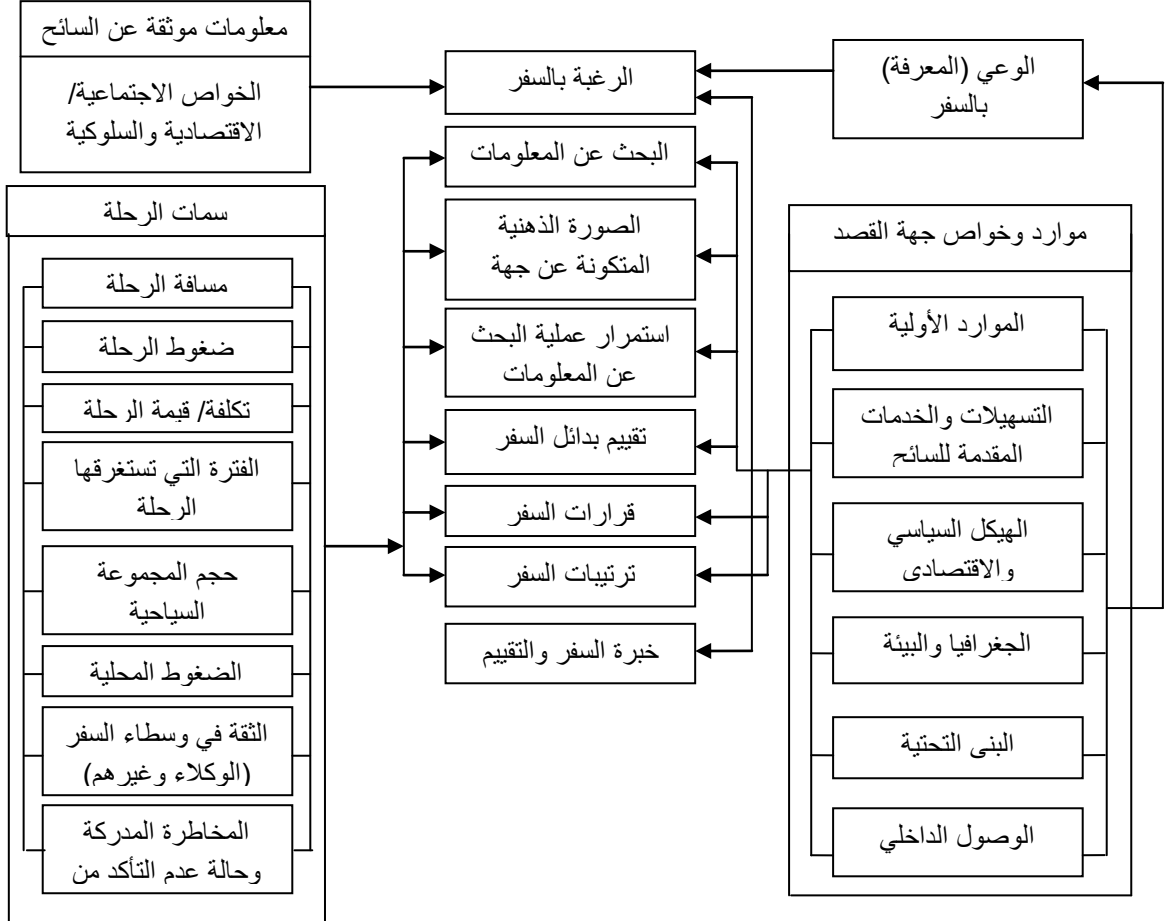 معلومات موثقة عن السائح
الخواص الاجتماعية/
الاقتصادية والسلوكية
الرغبة بالسفر
الوعي (المعرفة)
بالسفر
البحث عن المعلومات
الصورة الذهنية
المتكونة عن جهة
استمرار عملية البحث
عن المعلومات
تقييم بدائل السفر
قرارات السفر
ترتيبات السفر
خبرة السفر والتقييم
سمات الرحلة
مسافة الرحلة
ضغوط الرحلة
تكلفة/ قيمة الرحلة
الفترة التي تستغرقها
الرحلة
حجم المجموعة
السياحية
الضغوط المحلية
الثقة في وسطاء السفر
(الوكلاء وغيرهم)
المخاطرة المدركة
وحالة عدم التأكد من
موارد وخواص جهة القصد
الموارد الأولية
التسهيلات والخدمات
المقدمة للسائح
الهيكل السياسي
والاقتصادي
الجغرافيا والبيئة
البنى التحتية
الوصول الداخلي